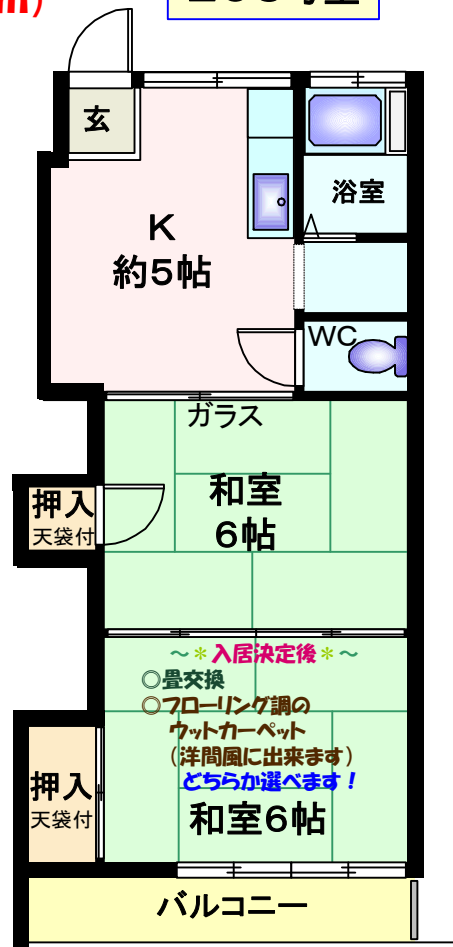 玄
浴室
K
約5帖
WC
ガラス
押入
天袋付
和室
6帖
～*入居決定後*～
○畳交換
○フローリング調の
ウットカーペット
(洋間風に出来ます)
どちらか選べます！
押入
天袋付
和室6帖
バルコニー